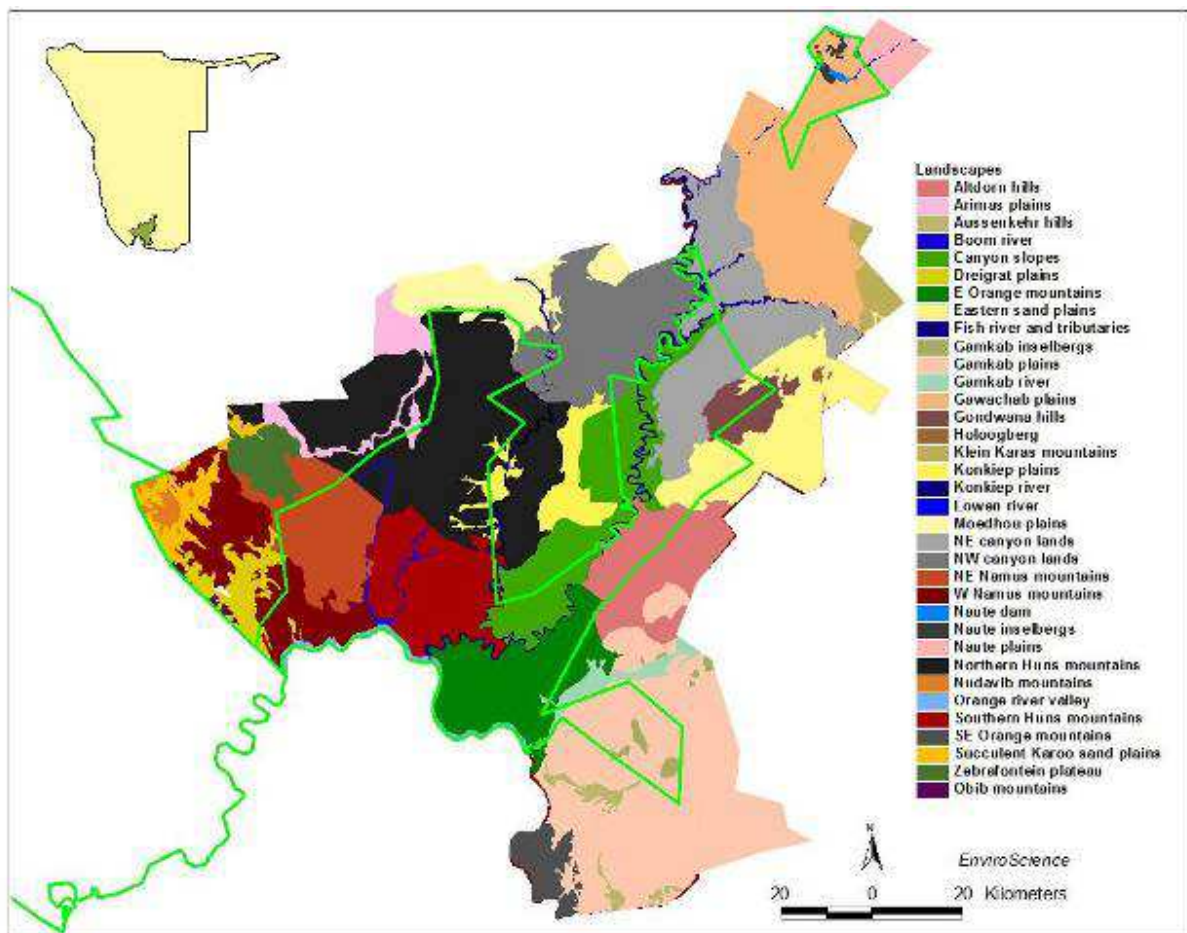 Landscapes
Altdorn hills
Arimas plains
Aussenkehr hills
Boom river
Canyon slopes
Dreigrat plains
E Orange mountains
Eastern sand plains
Fish river and tributaries
Gamkab inselbergs
Gamkab plains
Gamkab river
Gawachab plains
Gondwana hills
Holoogberg
Klein Karas mountains
Konkiep plains
Konkiep river
Lowen river
Moedhou plains
NE canyon lands
NW canyon lands
NE Namus mountains
W Namus mountains
Naute dam
Naute inselbergs
Naute plains
Northern Huns mountains
Nudavib mountains
Orange river valley
Southern Huns mountains
SE Orange mountains
Succulent Karoo sand plains
Zebrafontein plateau
Obib mountains
N
EnviroScience
20 0 20 Kilometers